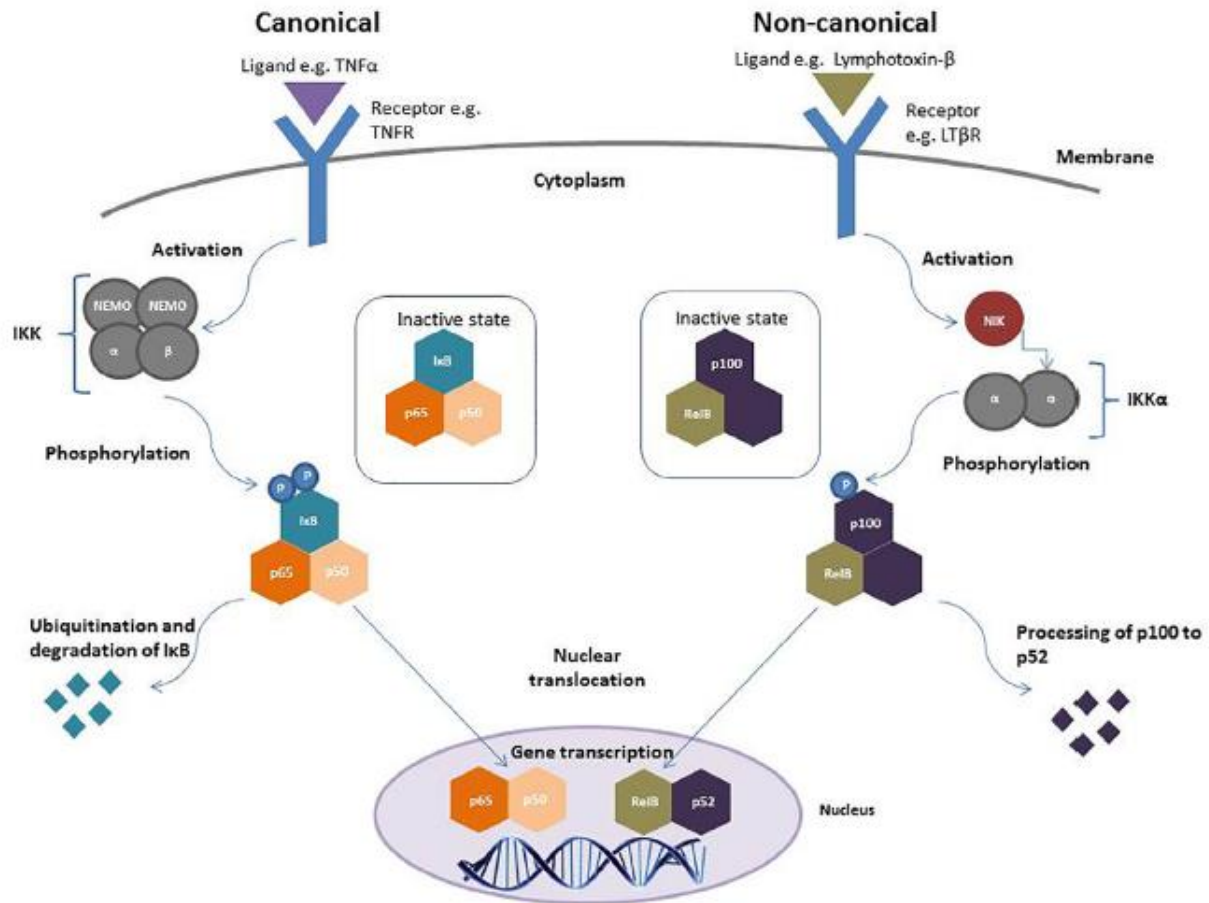 Canonical
Non-canonical
Ligand e.g. TNFα
Ligand e.g. Lymphotoxin-β
Receptor e.g.
TNFR
Receptor
e.g. LTβR
Membrane
Cytoplasm
Activation
Activation
NEMO
NEMO
IKK
α
β
Inactive state
IκB
p65
p50
Inactive state
p100
RelB
NIK
α
α
IKKα
Phosphorylation
Phosphorylation
P
P
IκB
p65
p50
P
p100
RelB
Ubiquitination and
degradation of IκB
Processing of p100 to
p52
Nuclear
translocation
Gene transcription
p65
p50
RelB
p52
Nucleus